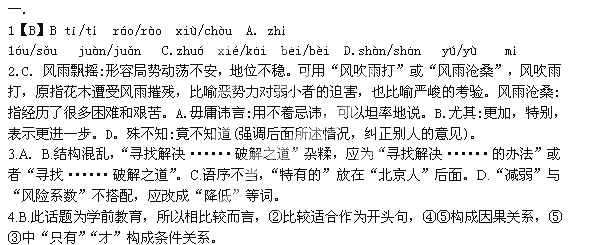 一.
1【B】B tí/tǐ ráo/rào xiù/chòu A. zhì
lóu/sǒu juàn/juǎn C.zhuó xié/kāi bèi/bèi D.shàn/shān yú/yǔ mì
2.C. 风雨飘摇:形容局势动荡不安，地位不稳。可用“风吹雨打”或“风雨沧桑”，风吹雨
打，原指花木遭受风雨摧残，比喻恶势力对弱小者的迫害，也比喻严峻的考验。风雨沧桑:
指经历了很多困难和艰苦。A.毋庸讳言:用不着忌讳，可以坦率地说。B.尤其:更加，特别，
表示更进一步。D。殊不知:竟不知道(强调后面所述情况，纠正别人的意见)。
3.A. B.结构混乱，“寻找解决······破解之道”杂糅，应为“寻找解决······的办法”或
者“寻找······破解之道”。C.语序不当，“特有的”放在“北京人”后面。D.“减弱”与
“风险系数”不搭配，应改成“降低”等词。
4.B.此话题为学前教育，所以相比较而言，②比较适合作为开头句，④⑤构成因果关系，⑤
③中“只有”“才”构成条件关系。